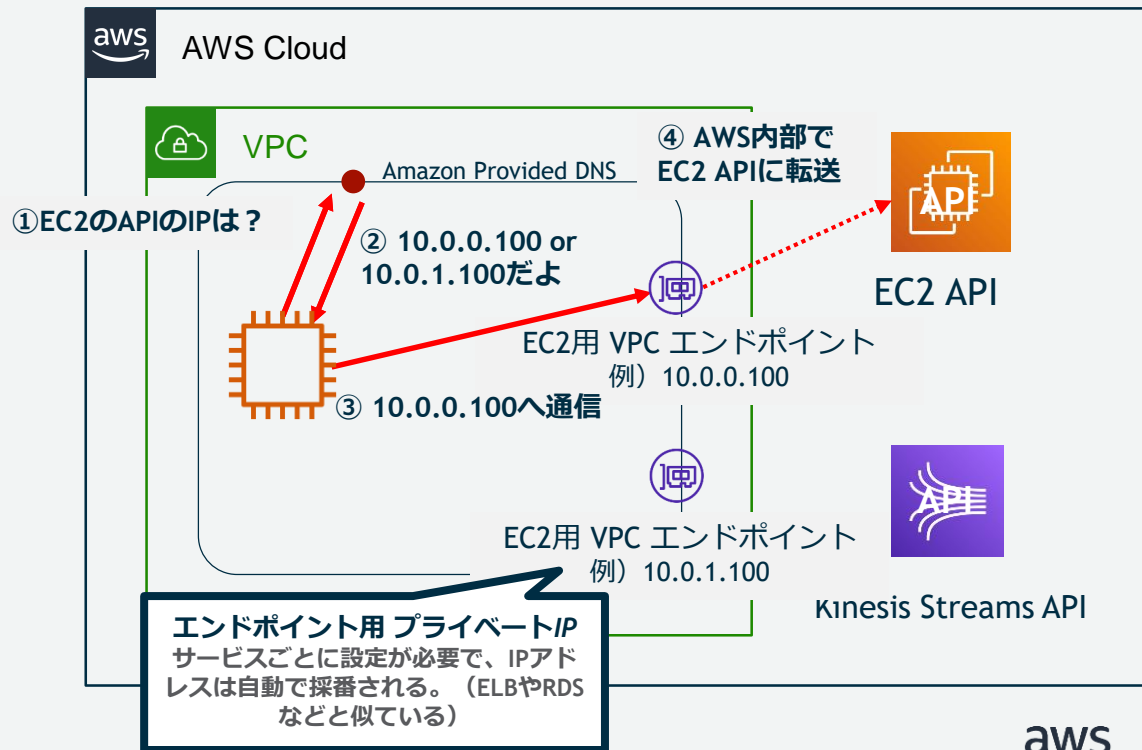 aws
AWS Cloud
VPC
Amazon Provided DNS
④ AWS内部で
EC2 APIに転送
①EC2のAPIのIPは？
② 10.0.0.100 or
10.0.1.100だよ
API
EC2 API
EC2用 VPC エンドポイント
例）10.0.0.100
③ 10.0.0.100へ通信
API
EC2用 VPC エンドポイント
例）10.0.1.100
Kinesis Streams API
エンドポイント用 プライベートIP
サービスごとに設定が必要で、IPアド
レスは自動で採番される。（ELBやRDS
などと似ている）
aws